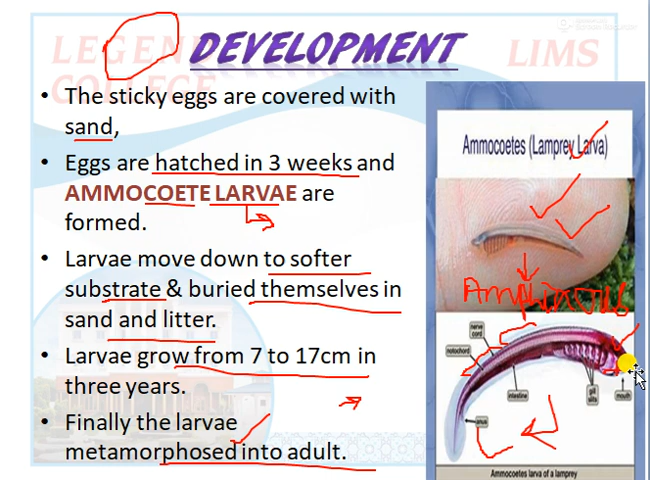 LEGEND
COLLEGE
LIMS
DEVELOPMENT
• The sticky eggs are covered with
sand,
• Eggs are hatched in 3 weeks and
AMMOCOETE LARVAE are
formed.
• Larvae move down to softer
substrate & buried themselves in
sand and litter.
• Larvae grow from 7 to 17cm in
three years.
• Finally the larvae
metamorphosed into adult.
Ammocoetes (Lamprey Larva)
nerve
cord
notochord
intestine
gill
slits
mouth
anus
Ammocoetes larva of a lamprey